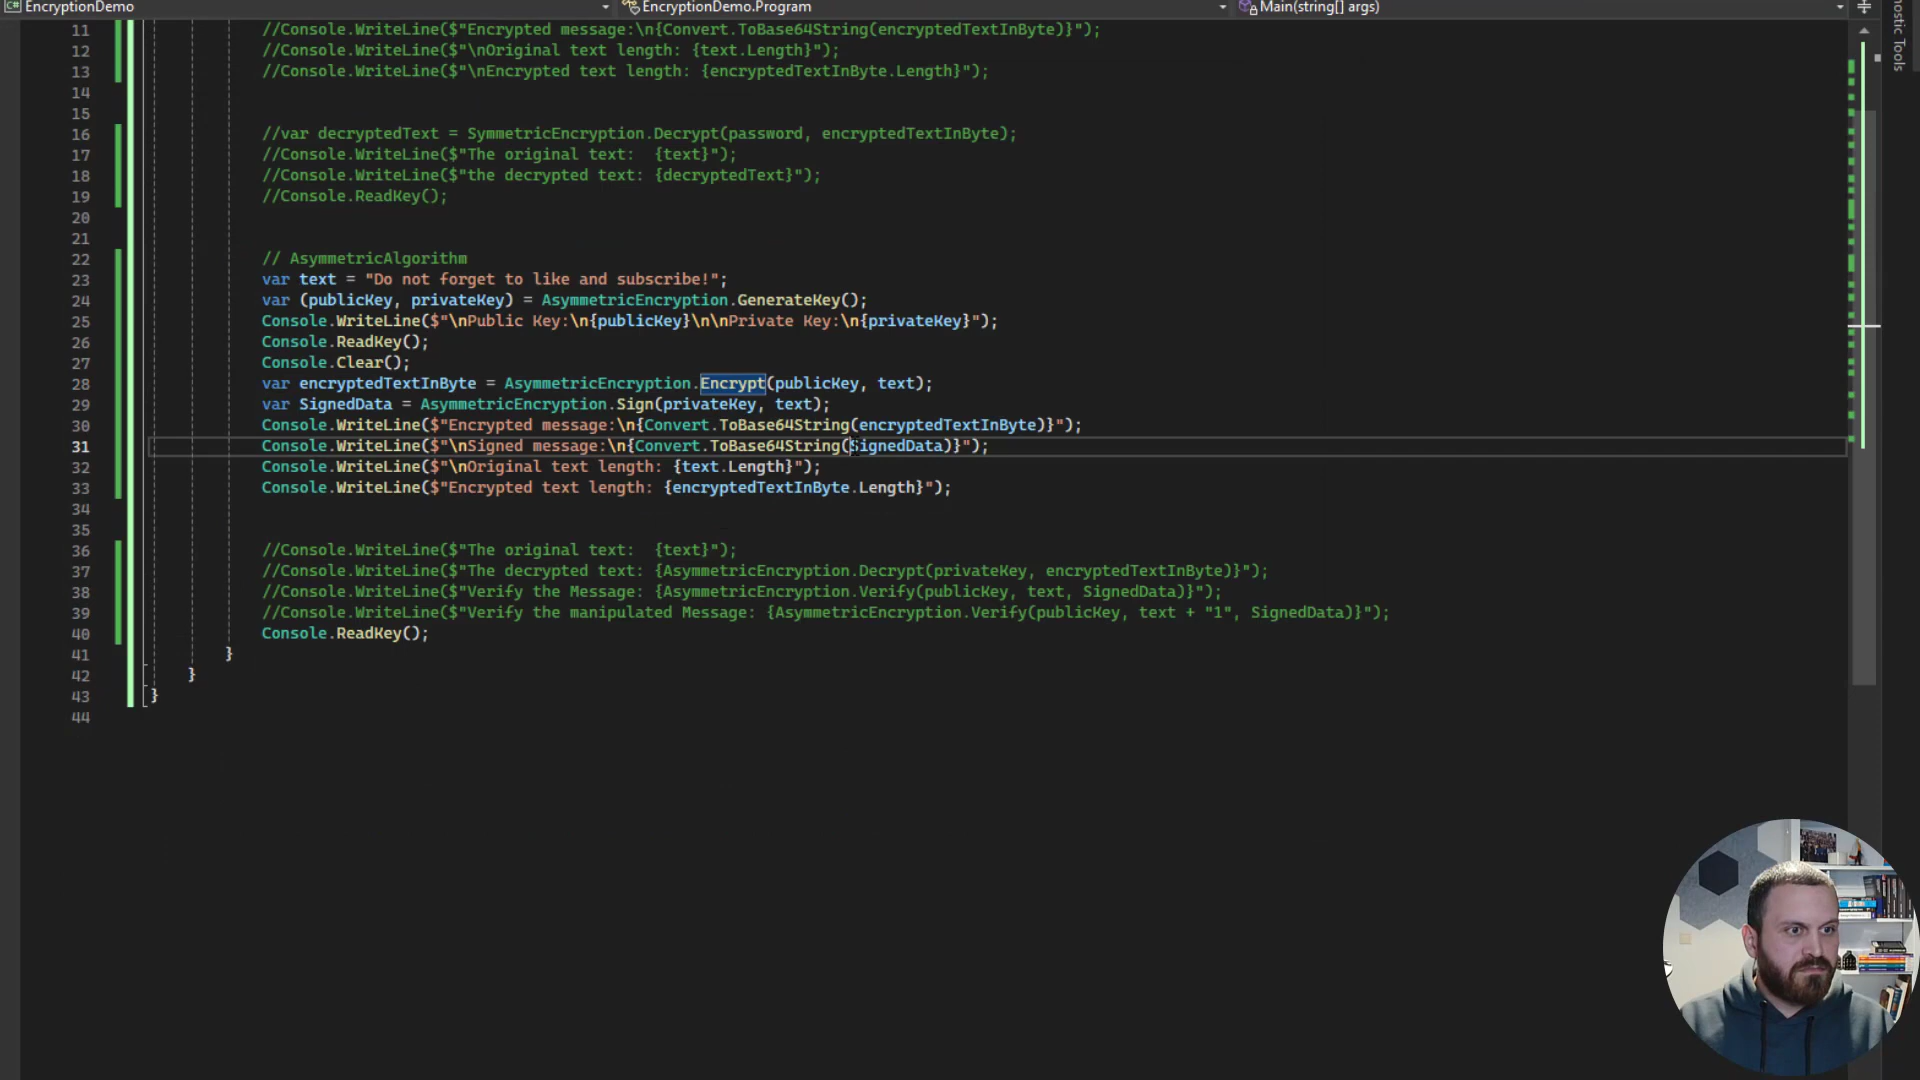 EncryptionDemo EncryptionDemo.Program Main(string[] args)
nostic Tools
11 //Console.WriteLine($"Encrypted message:\n{Convert.ToBase64String(encryptedTextInByte)}");
12 //Console.WriteLine($"\nOriginal text length: {text.Length}");
13 //Console.WriteLine($"\nEncrypted text length: {encryptedTextInByte.Length}");
14
15
16 //var decryptedText = SymmetricEncryption.Decrypt(password, encryptedTextInByte);
17 //Console.WriteLine($"The original text:  {text}");
18 //Console.WriteLine($"the decrypted text: {decryptedText}");
19 //Console.ReadKey();
20
21
22 // AsymmetricAlgorithm
23 var text = "Do not forget to like and subscribe!";
24 var (publicKey, privateKey) = AsymmetricEncryption.GenerateKey();
25 Console.WriteLine($"\nPublic Key:\n{publicKey}\n\nPrivate Key:\n{privateKey}");
26 Console.ReadKey();
27 Console.Clear();
28 var encryptedTextInByte = AsymmetricEncryption.Encrypt(publicKey, text);
29 var SignedData = AsymmetricEncryption.Sign(privateKey, text);
30 Console.WriteLine($"Encrypted message:\n{Convert.ToBase64String(encryptedTextInByte)}");
31 Console.WriteLine($"\nSigned message:\n{Convert.ToBase64String(SignedData)}");
32 Console.WriteLine($"\nOriginal text length: {text.Length}");
33 Console.WriteLine($"Encrypted text length: {encryptedTextInByte.Length}");
34
35
36 //Console.WriteLine($"The original text:  {text}");
37 //Console.WriteLine($"The decrypted text: {AsymmetricEncryption.Decrypt(privateKey, encryptedTextInByte)}");
38 //Console.WriteLine($"Verify the Message: {AsymmetricEncryption.Verify(publicKey, text, SignedData)}");
39 //Console.WriteLine($"Verify the manipulated Message: {AsymmetricEncryption.Verify(publicKey, text + "1", SignedData)}");
40 Console.ReadKey();
41 }
42 }
43 }
44